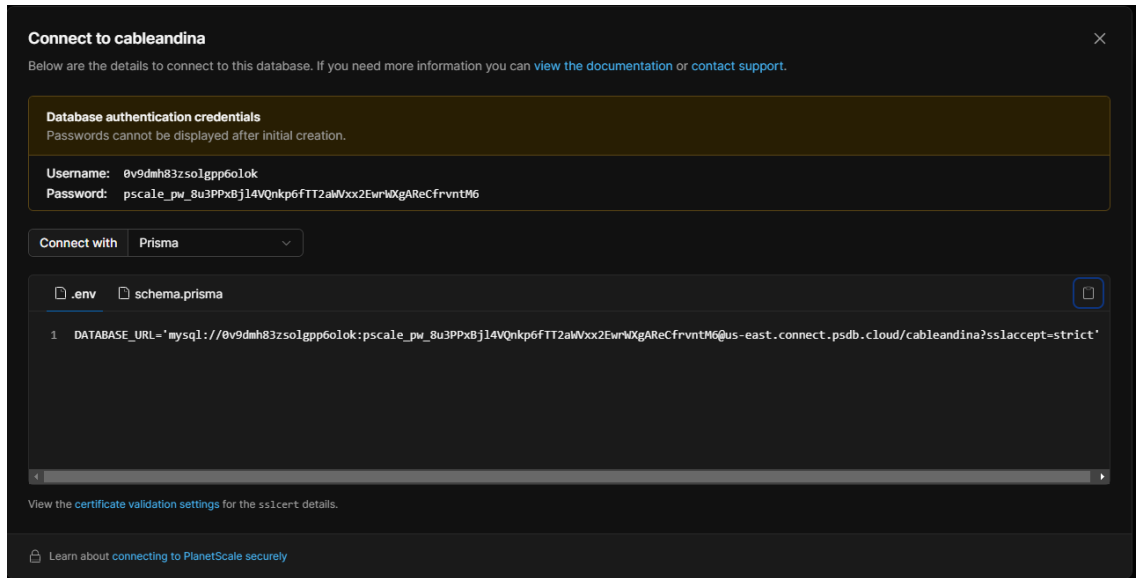 Connect to cableandina
Below are the details to connect to this database. If you need more information you can view the documentation or contact support.
Database authentication credentials
Passwords cannot be displayed after initial creation.
Username: 0v9dmh83zsolgpp6olok
Password: pscale_pw_8u3PPxBjl4VQnkp6fTT2aWVxx2EwrWXgAReCfrvntM6
Connect with Prisma
.env schema.prisma
1 DATABASE_URL='mysql://0v9dmh83zsolgpp6olok:pscale_pw_8u3PPxBjl4VQnkp6fTT2aWVxx2EwrWXgAReCfrvntM6@us-east.connect.psdb.cloud/cableandina?sslaccept=strict'
View the certificate validation settings for the sslcert details.
Learn about connecting to PlanetScale securely